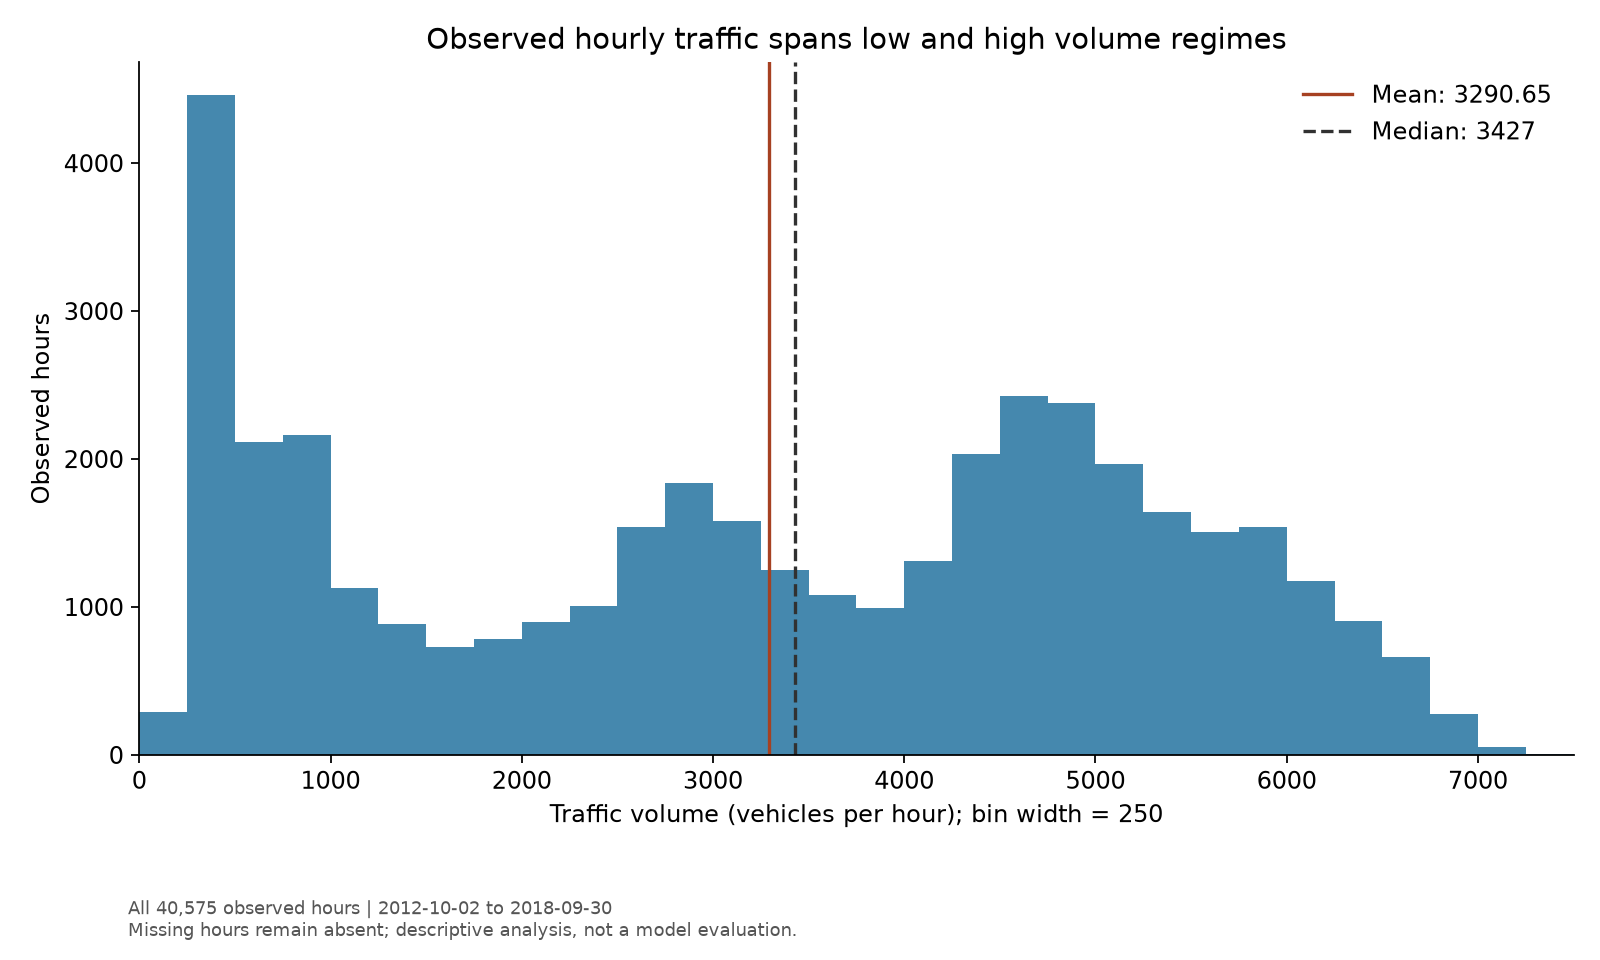 Observed hourly traffic spans low and high volume regimes
Mean: 3290.65
Median: 3427
Observed hours
4000
3000
2000
1000
0
0 1000 2000 3000 4000 5000 6000 7000
Traffic volume (vehicles per hour); bin width = 250
All 40,575 observed hours | 2012-10-02 to 2018-09-30
Missing hours remain absent; descriptive analysis, not a model evaluation.